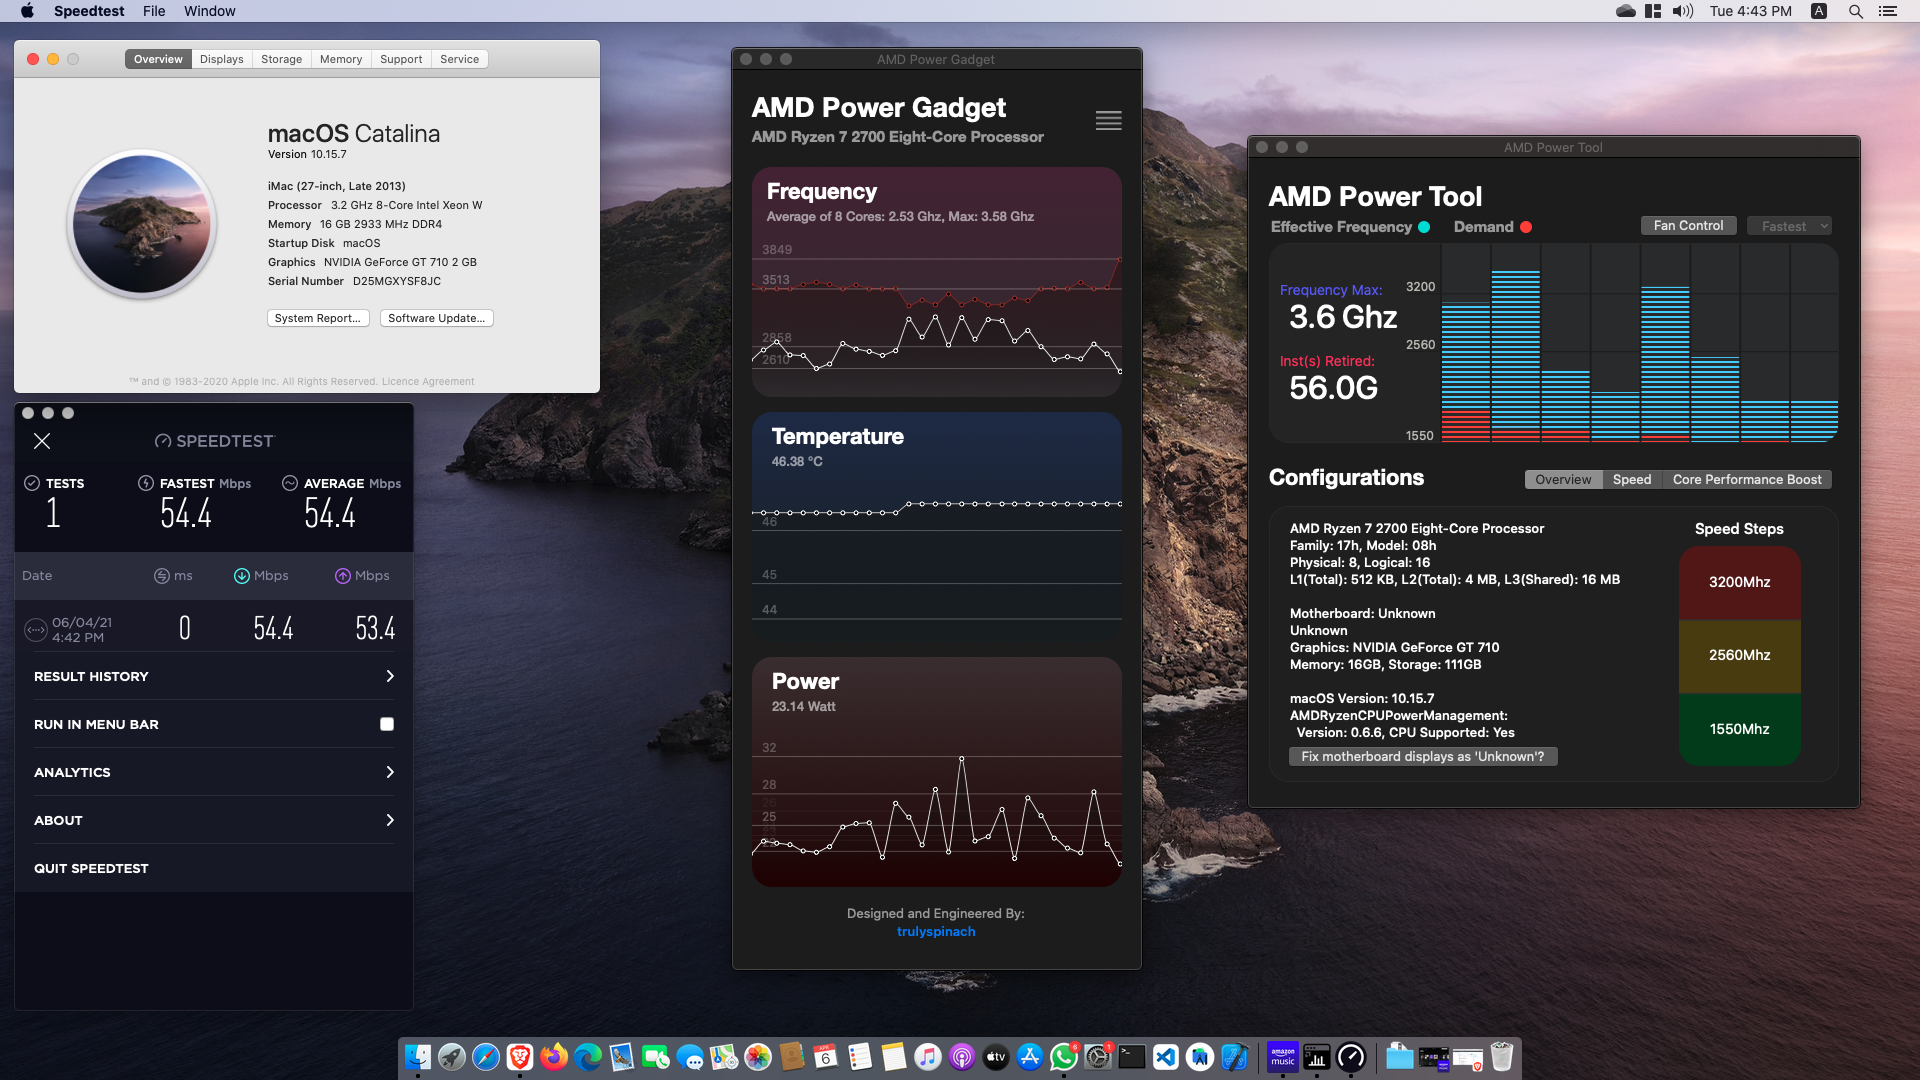 Speedtest File Window
Tue 4:43 PM A
Overview Displays Storage Memory Support Service
macOS Catalina
Version 10.15.7
iMac (27-inch, Late 2013)
Processor 3.2 GHz 8-Core Intel Xeon W
Memory 16 GB 2933 MHz DDR4
Startup Disk macOS
Graphics NVIDIA GeForce GT 710 2 GB
Serial Number D25MGXYSF8JC
System Report... Software Update...
™ and © 1983-2020 Apple Inc. All Rights Reserved. Licence Agreement
SPEEDTEST
TESTS FASTEST Mbps AVERAGE Mbps
1 54.4 54.4
Date ms Mbps Mbps
06/04/21
4:42 PM
0 54.4 53.4
RESULT HISTORY
RUN IN MENU BAR
ANALYTICS
ABOUT
QUIT SPEEDTEST
AMD Power Gadget
AMD Power Gadget
AMD Ryzen 7 2700 Eight-Core Processor
Frequency
Average of 8 Cores: 2.53 Ghz, Max: 3.58 Ghz
3849
3513
2858
2610
Temperature
46.38 °C
46
45
44
Power
23.14 Watt
32
28
25
Designed and Engineered By:
trulyspinach
AMD Power Tool
AMD Power Tool
Effective Frequency Demand
Fan Control Fastest
Frequency Max:
3.6 Ghz
Inst(s) Retired:
56.0G
3200
2560
1550
Configurations
Overview Speed Core Performance Boost
AMD Ryzen 7 2700 Eight-Core Processor
Family: 17h, Model: 08h
Physical: 8, Logical: 16
L1(Total): 512 KB, L2(Total): 4 MB, L3(Shared): 16 MB
Motherboard: Unknown
Unknown
Graphics: NVIDIA GeForce GT 710
Memory: 16GB, Storage: 111GB
macOS Version: 10.15.7
AMDRyzenCPUPowerManagement:
Version: 0.6.6, CPU Supported: Yes
Fix motherboard displays as 'Unknown'?
Speed Steps
3200Mhz
2560Mhz
1550Mhz
APR
6
tv
6
1
amazon
music